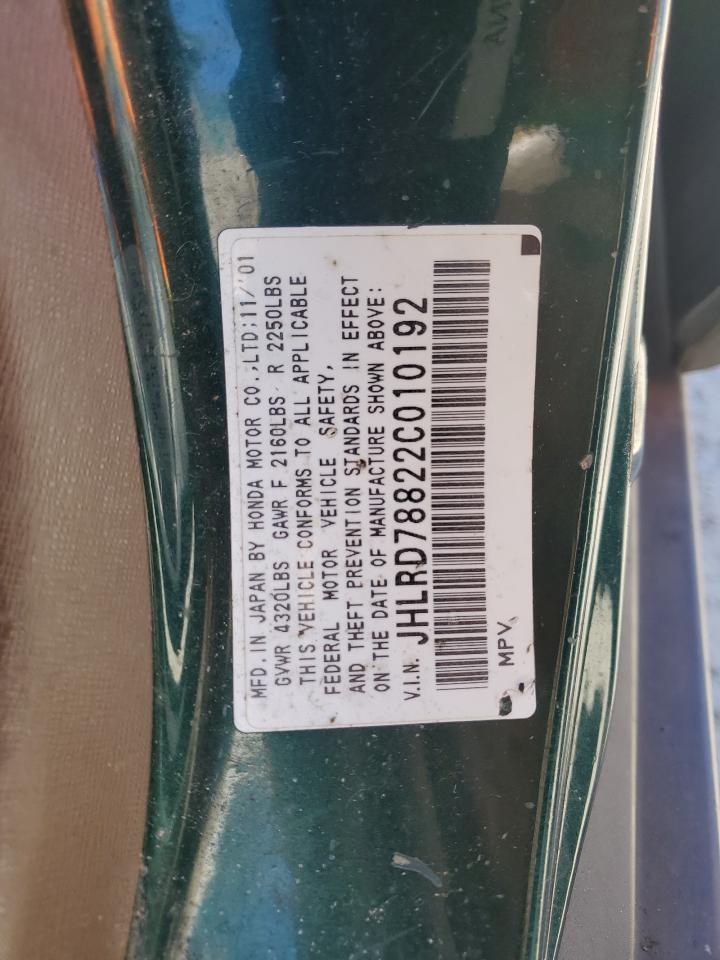 MFD. IN JAPAN BY HONDA MOTOR CO.,LTD;11/'01
GVWR 4320LBS GAWR F 2160LBS R 2250LBS
THIS VEHICLE CONFORMS TO ALL APPLICABLE
FEDERAL MOTOR VEHICLE SAFETY,
AND THEFT PREVENTION STANDARDS IN EFFECT
ON THE DATE OF MANUFACTURE SHOWN ABOVE:
V.I.N. JHLRD78822C010192
MPV